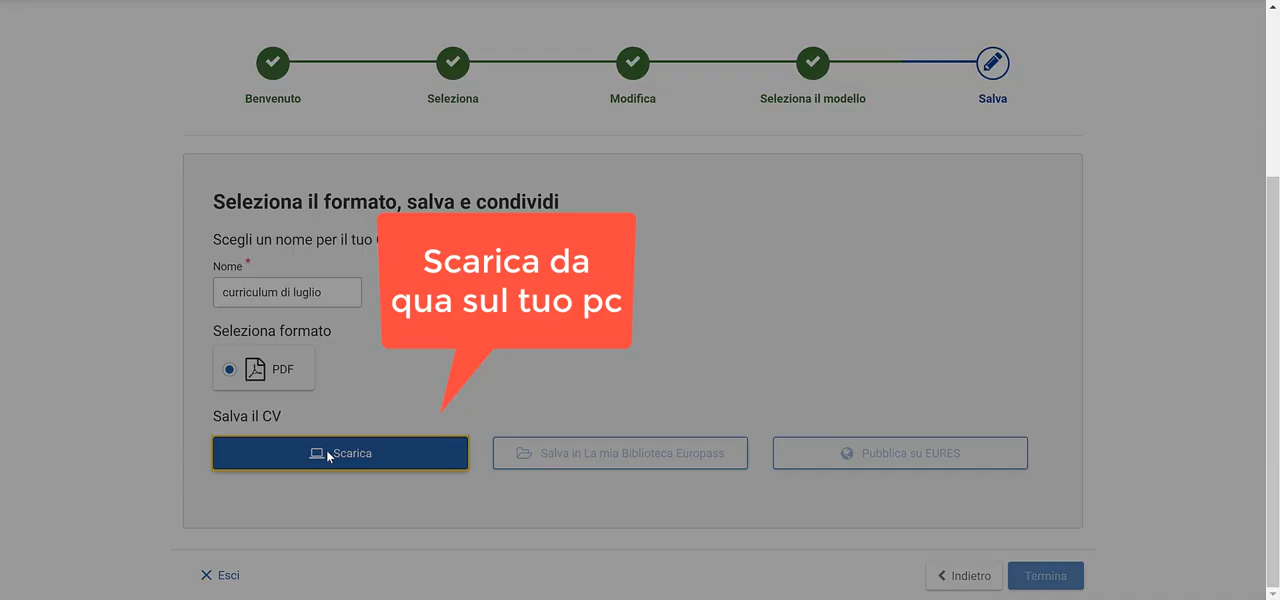 Benvenuto
Seleziona
Modifica
Seleziona il modello
Salva
Seleziona il formato, salva e condividi
Scegli un nome per il tuo
Scarica da
qua sul tuo pc
Nome *
curriculum di luglio
Seleziona formato
PDF
Salva il CV
Scarica
Salva in La mia Biblioteca Europass
Pubblica su EURES
Esci
Indietro
Termina